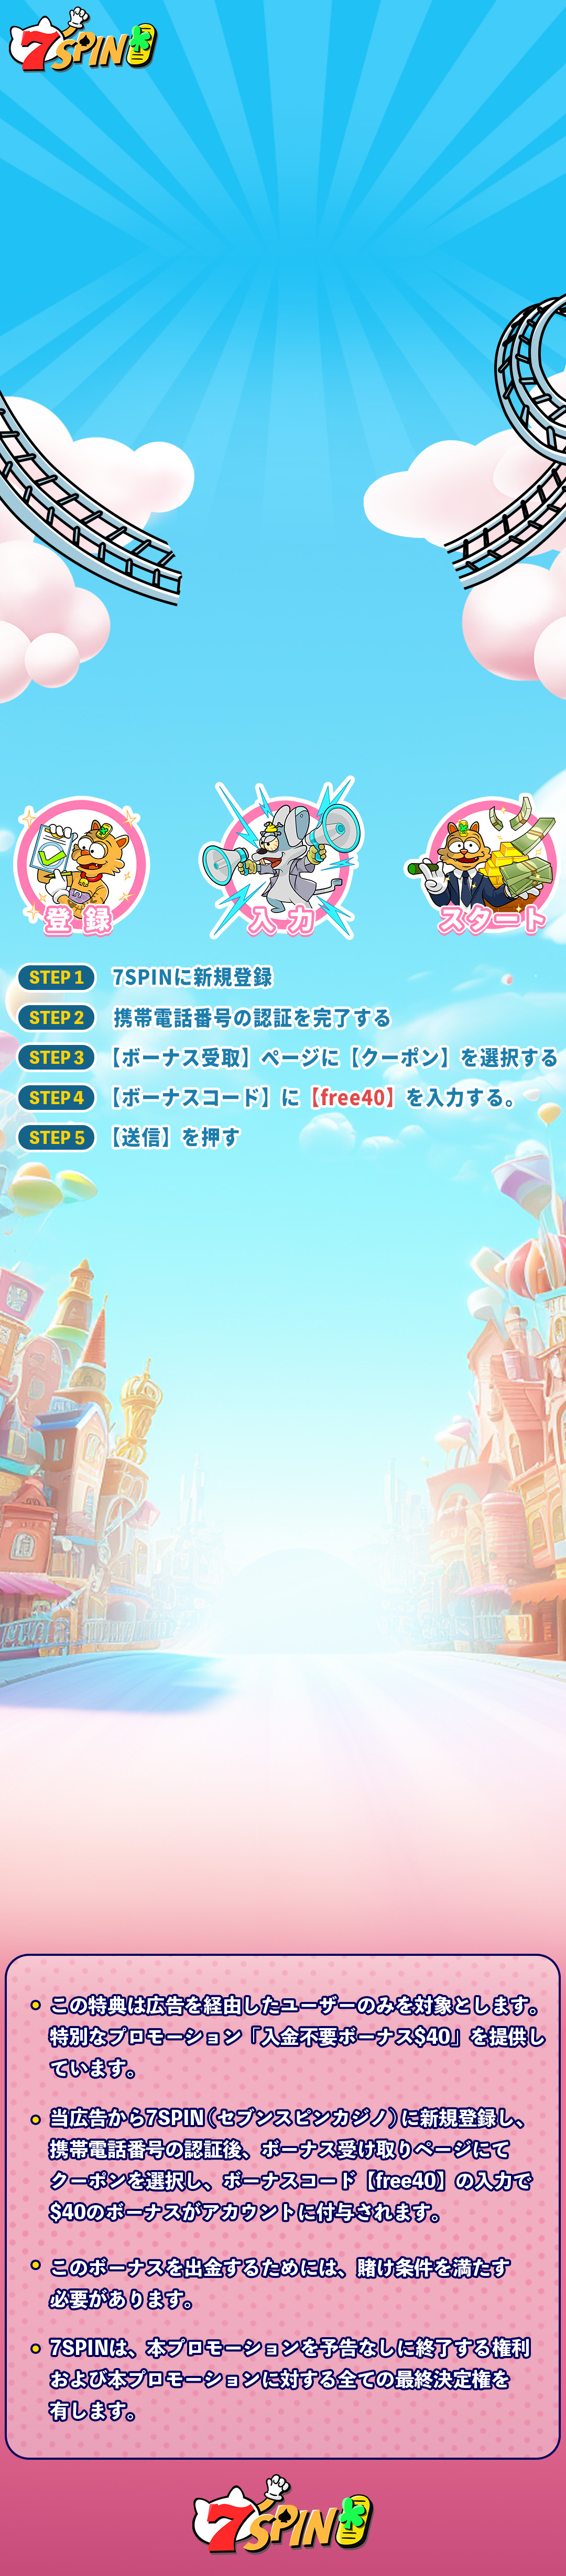 7SPIN
登録
入力
スタート
STEP 1 7SPINに新規登録
STEP 2 携帯電話番号の認証を完了する
STEP 3 【ボーナス受取】ページに【クーポン】を選択する
STEP 4 【ボーナスコード】に【free40】を入力する。
STEP 5 【送信】を押す
この特典は広告を経由したユーザーのみを対象とします。
特別なプロモーション「入金不要ボーナス$40」を提供し
ています。
当広告から7SPIN(セブンスピンカジノ)に新規登録し、
携帯電話番号の認証後、ボーナス受け取りページにて
クーポンを選択し、ボーナスコード【free40】の入力で
$40のボーナスがアカウントに付与されます。
このボーナスを出金するためには、賭け条件を満たす
必要があります。
7SPINは、本プロモーションを予告なしに終了する権利
および本プロモーションに対する全ての最終決定権を
有します。
7SPIN